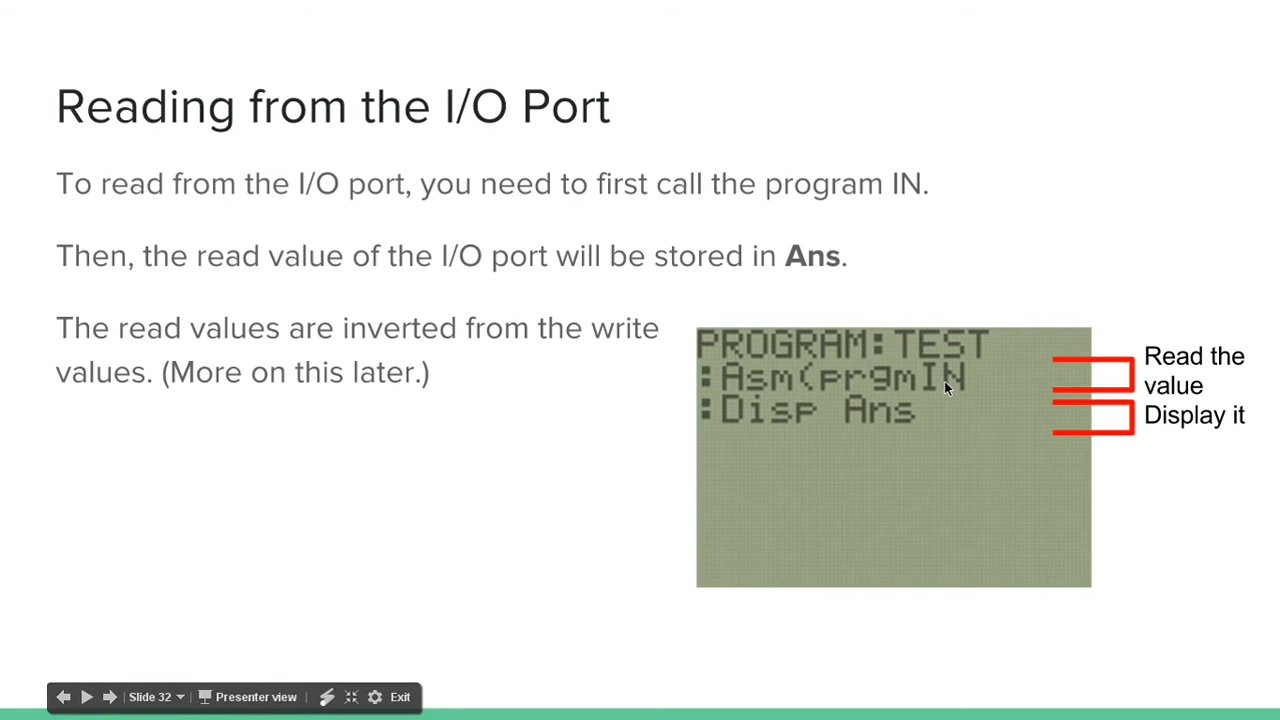 Reading from the I/O Port
To read from the I/O port, you need to first call the program IN.
Then, the read value of the I/O port will be stored in Ans.
The read values are inverted from the write
values. (More on this later.)
PROGRAM:TEST
:Asm(prgmIN
:Disp Ans
Read the
value
Display it
Slide 32
Presenter view
Exit